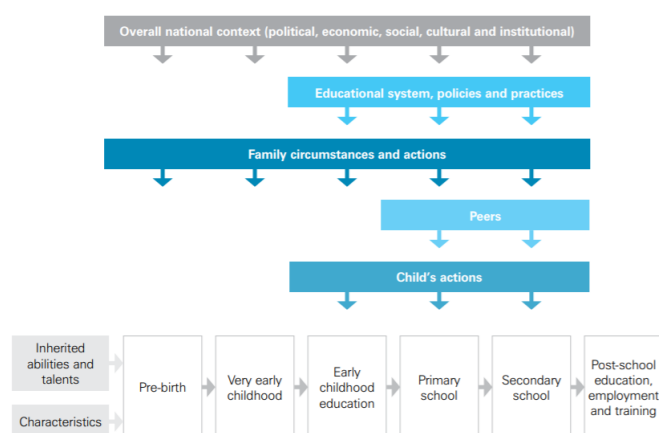 Overall national context (political, economic, social, cultural and institutional)
Educational system, policies and practices
Family circumstances and actions
Peers
Child's actions
Inherited
abilities and
talents
Characteristics
Pre-birth
Very early
childhood
Early
childhood
education
Primary
school
Secondary
school
Post-school
education,
employment
and training